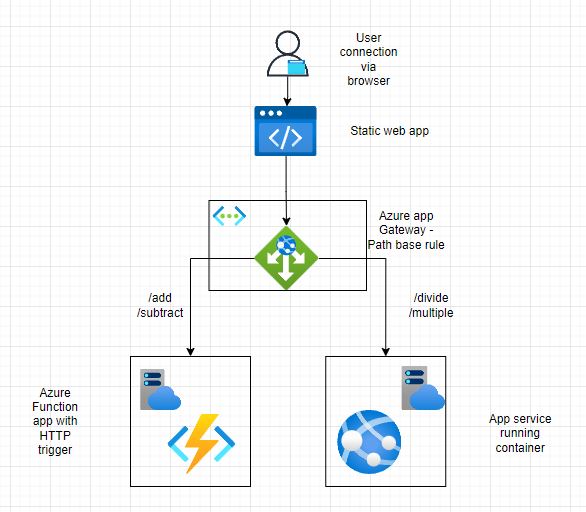 User
connection
via
browser
Static web app
Azure app
Gateway -
Path base rule
/add
/subtract
/divide
/multiple
Azure
Function
app with
HTTP
trigger
App service
running
container